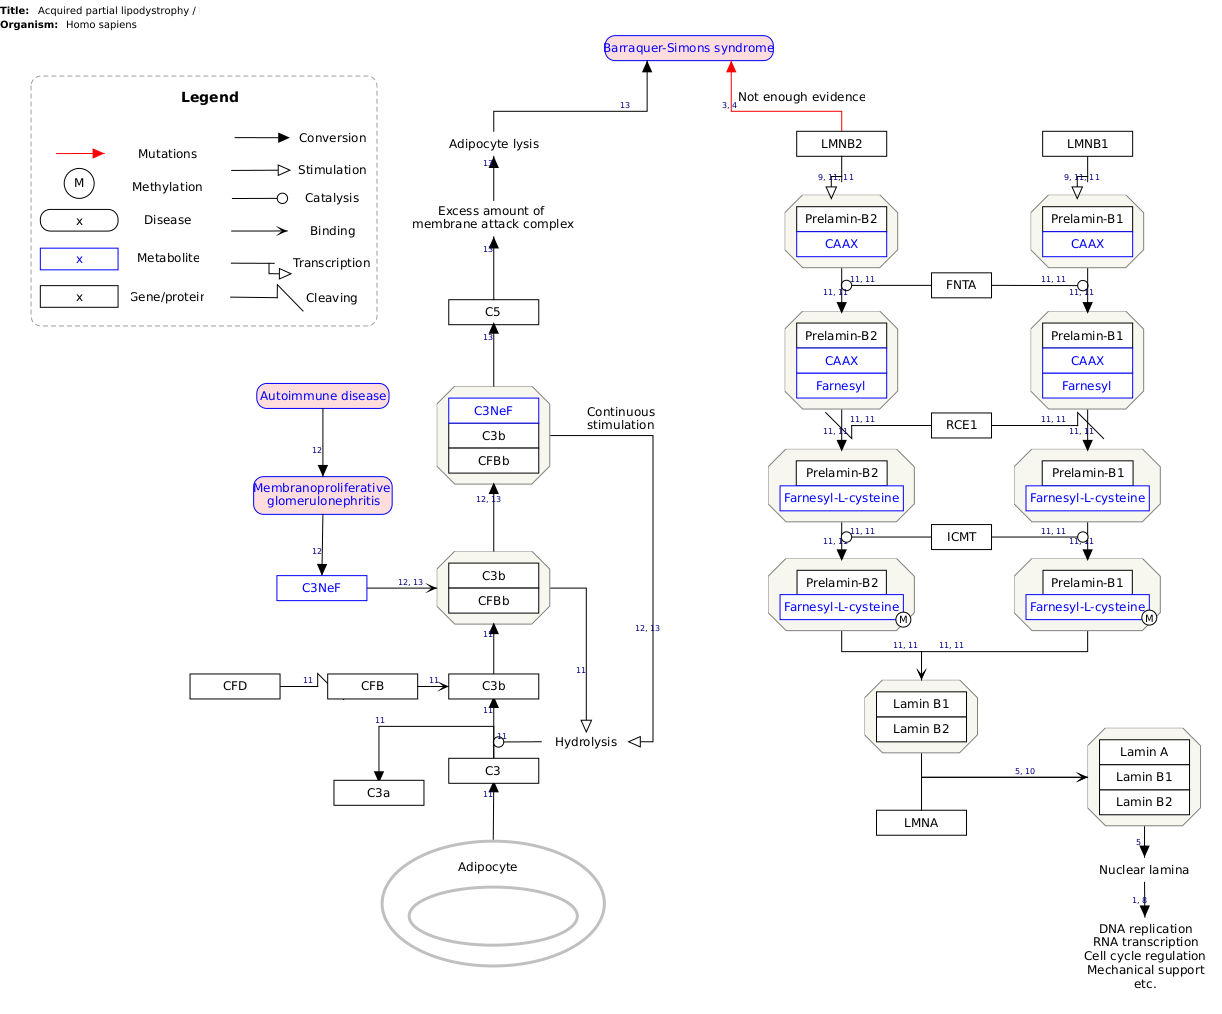 Title: Acquired partial lipodystrophy /
Organism: Homo sapiens
Barraquer-Simons syndrome
Legend
Mutations
M
Methylation
x
Disease
x
Metabolite
x
Gene/protein
Conversion
Stimulation
Catalysis
Binding
Transcription
Cleaving
13
3, 4
Not enough evidence
Adipocyte lysis
13
Excess amount of
membrane attack complex
13
C5
13
C3NeF
C3b
CFBb
Continuous
stimulation
12, 13
12, 13
Autoimmune disease
12
Membranoproliferative
glomerulonephritis
12
C3NeF
12, 13
C3b
CFBb
11
11
CFD
11
CFB
11
C3b
11
11
11
Hydrolysis
C3a
C3
11
Adipocyte
LMNB2
LMNB1
9, 11, 11
9, 11, 11
Prelamin-B2
CAAX
Prelamin-B1
CAAX
11, 11
FNTA
11, 11
11, 11
11, 11
Prelamin-B2
CAAX
Farnesyl
Prelamin-B1
CAAX
Farnesyl
11, 11
RCE1
11, 11
11, 11
11, 11
Prelamin-B2
Farnesyl-L-cysteine
Prelamin-B1
Farnesyl-L-cysteine
11, 11
ICMT
11, 11
11, 11
11, 11
Prelamin-B2
Farnesyl-L-cysteine
M
Prelamin-B1
Farnesyl-L-cysteine
M
11, 11
11, 11
Lamin B1
Lamin B2
5, 10
LMNA
Lamin A
Lamin B1
Lamin B2
5
Nuclear lamina
1, 8
DNA replication
RNA transcription
Cell cycle regulation
Mechanical support
etc.